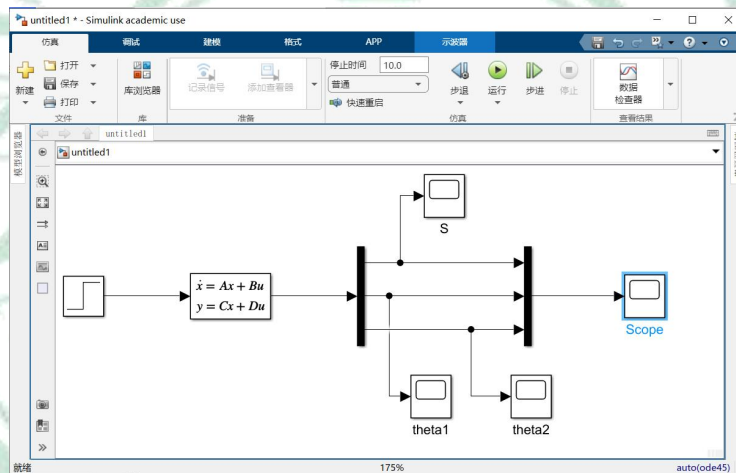 untitled1 * - Simulink academic use
仿真 调试 建模 格式 APP 示波器
新建
打开
保存
打印
文件
库浏览器
库
记录信号
添加查看器
准备
停止时间 10.0
普通
快速重启
步退
运行
步进
停止
仿真
数据
检查器
查看结果
untitled1
模型浏览器
untitled1
S
ẋ = Ax + Bu
y = Cx + Du
Scope
theta1
theta2
就绪
175%
auto(ode45)